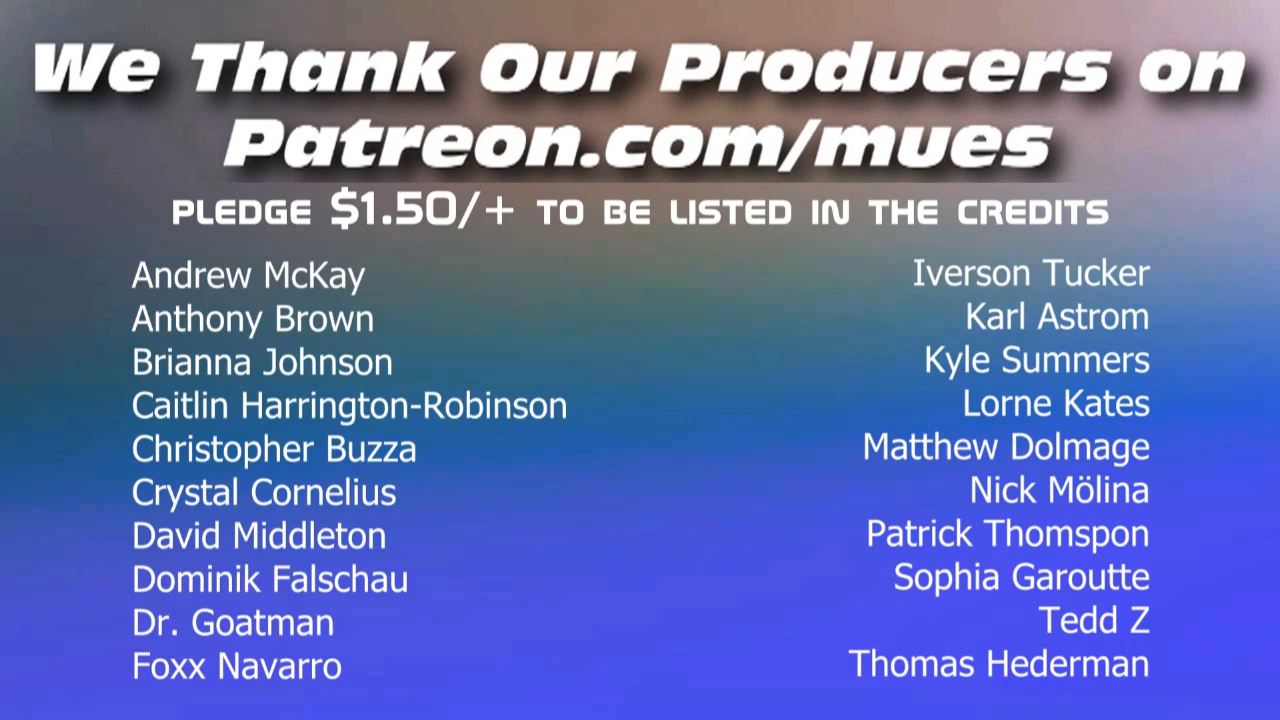 We Thank Our Producers on
Patreon.com/mues
PLEDGE $1.50/+ TO BE LISTED IN THE CREDITS
Andrew McKay
Anthony Brown
Brianna Johnson
Caitlin Harrington-Robinson
Christopher Buzza
Crystal Cornelius
David Middleton
Dominik Falschau
Dr. Goatman
Foxx Navarro
Iverson Tucker
Karl Astrom
Kyle Summers
Lorne Kates
Matthew Dolmage
Nick Mölina
Patrick Thomspon
Sophia Garoutte
Tedd Z
Thomas Hederman